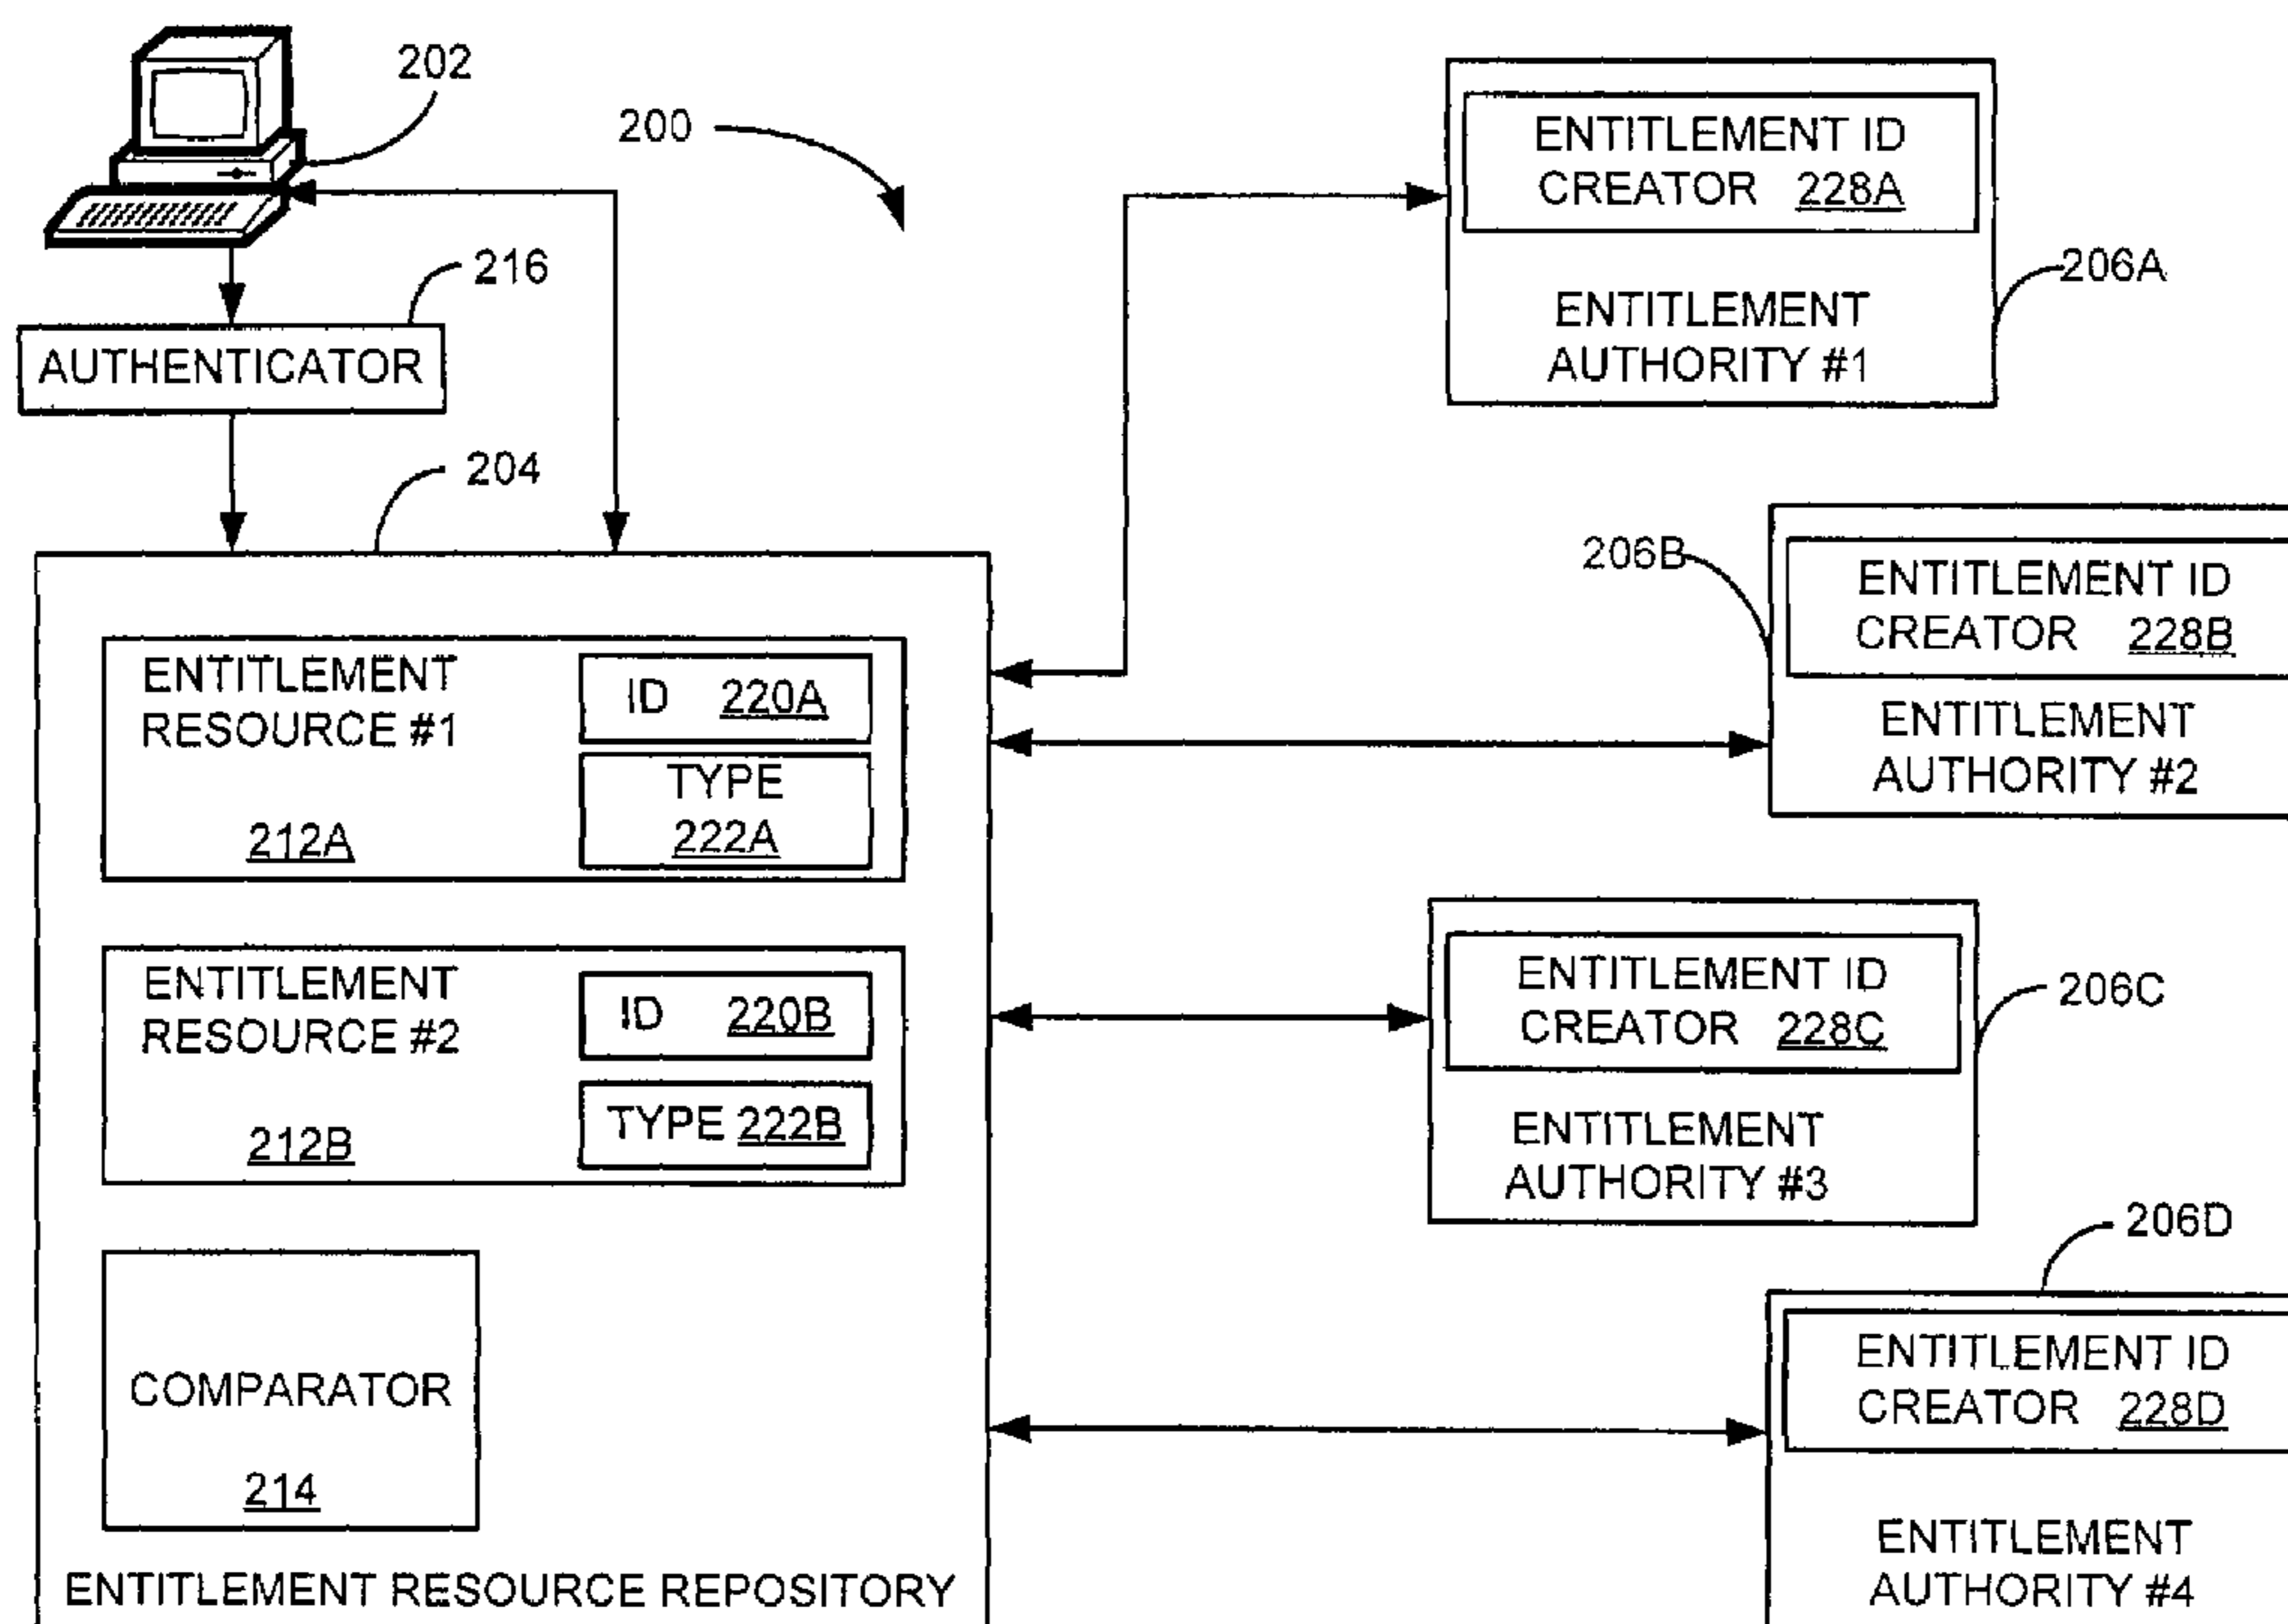 202
200
216
AUTHENTICATOR
204
ENTITLEMENT
RESOURCE #1
212A
ID 220A
TYPE
222A
ENTITLEMENT
RESOURCE #2
212B
ID 220B
TYPE 222B
COMPARATOR
214
ENTITLEMENT RESOURCE REPOSITORY
ENTITLEMENT ID
CREATOR 228A
ENTITLEMENT
AUTHORITY #1
206A
206B
ENTITLEMENT ID
CREATOR 228B
ENTITLEMENT
AUTHORITY #2
ENTITLEMENT ID
CREATOR 228C
ENTITLEMENT
AUTHORITY #3
206C
206D
ENTITLEMENT ID
CREATOR 228D
ENTITLEMENT
AUTHORITY #4